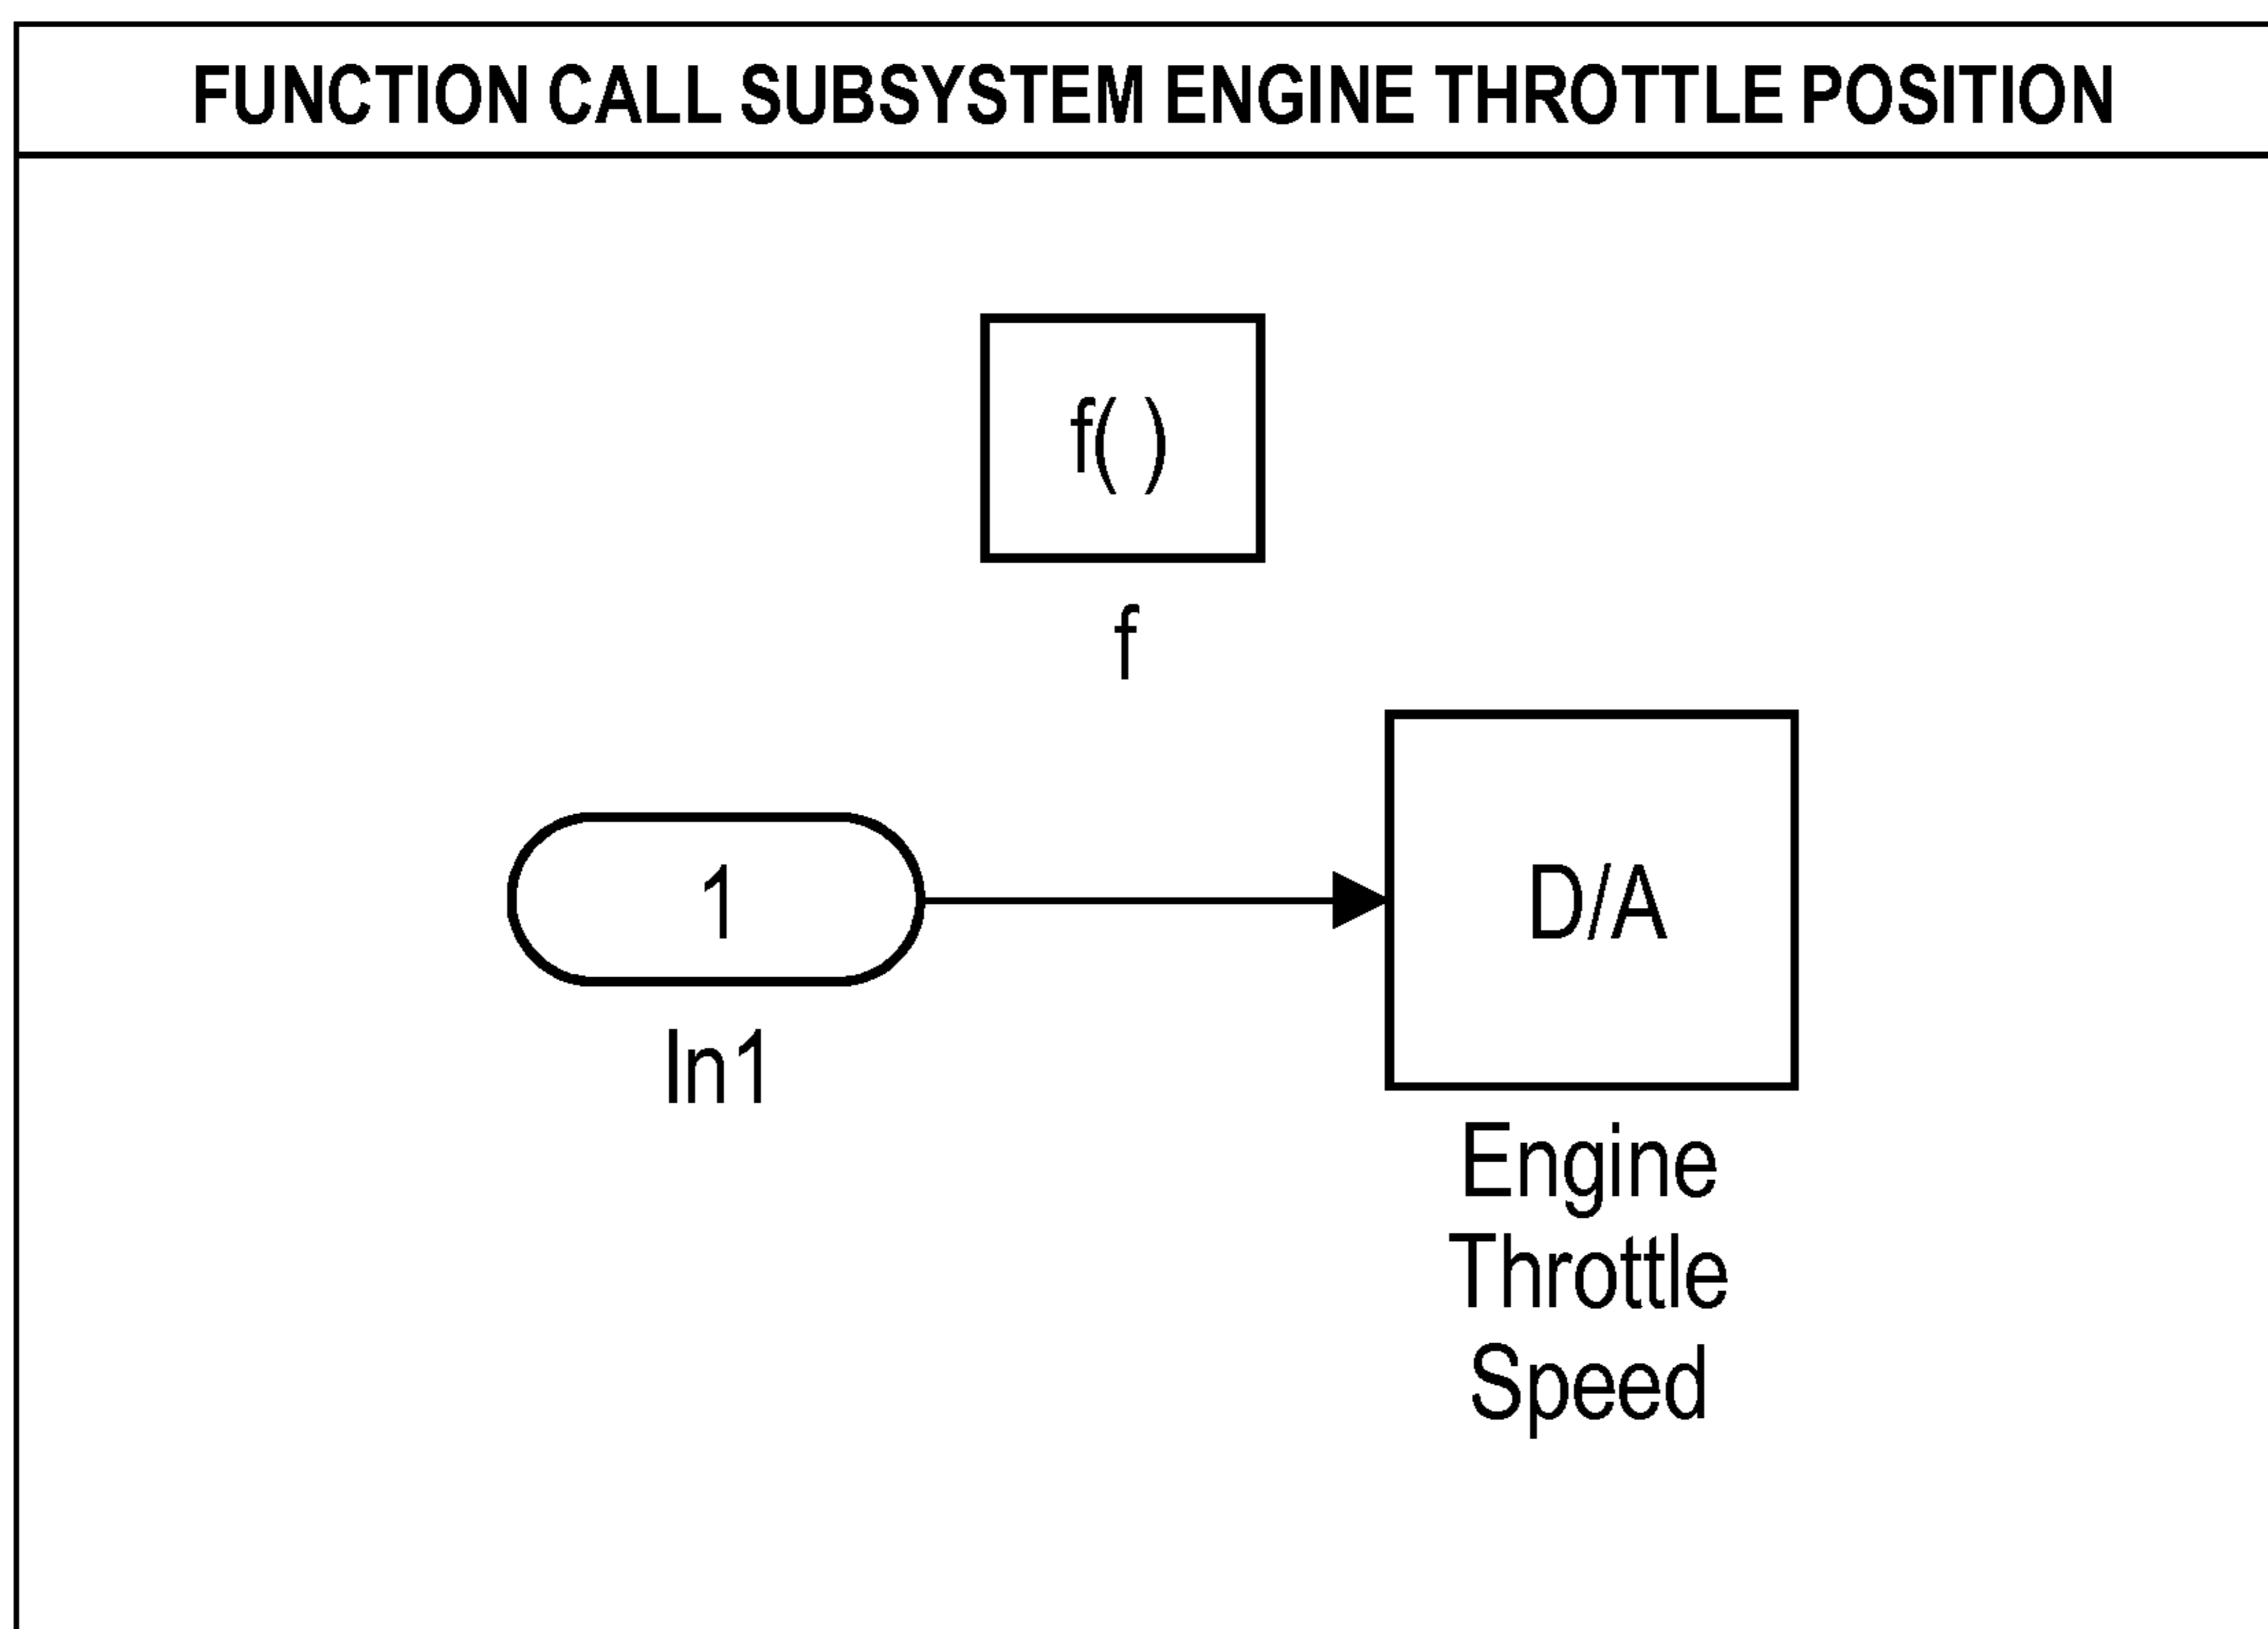 FUNCTION CALL SUBSYSTEM ENGINE THROTTLE POSITION
f( )
f
1
D/A
In1
Engine
Throttle
Speed